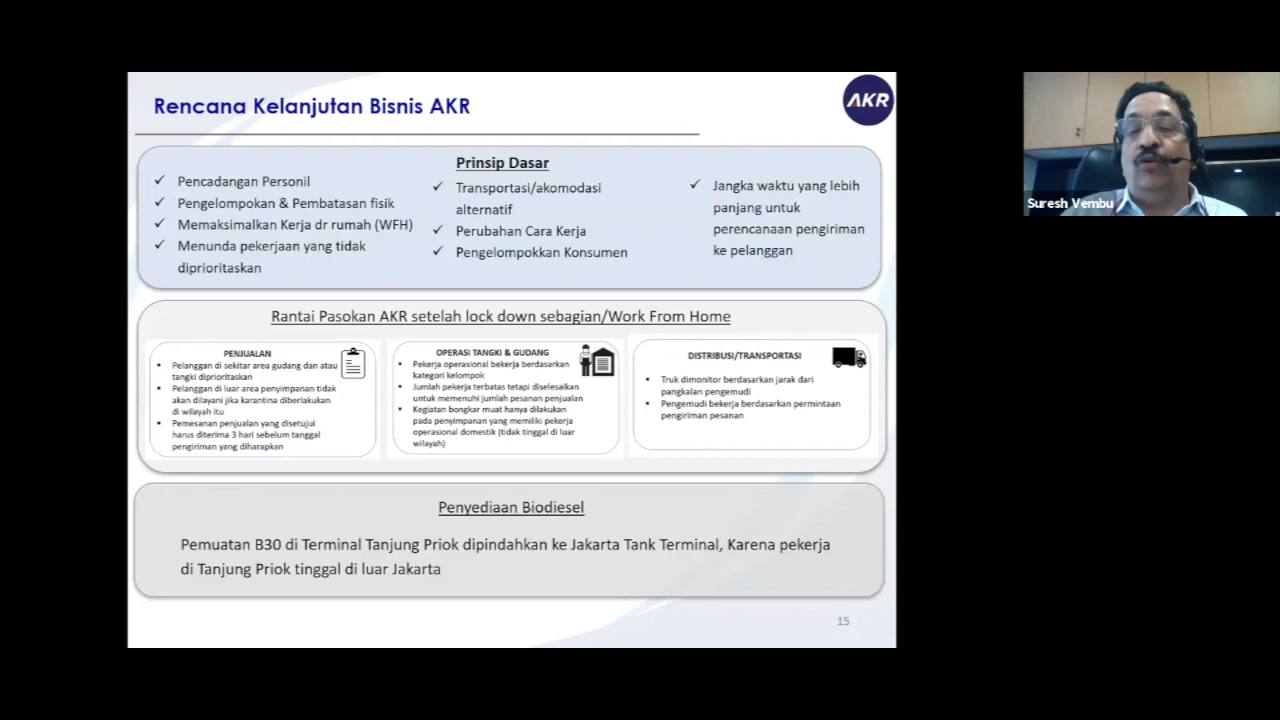 Rencana Kelanjutan Bisnis AKR
AKR
Prinsip Dasar
✓ Pencadangan Personil
✓ Pengelompokan & Pembatasan fisik
✓ Memaksimalkan Kerja dr rumah (WFH)
✓ Menunda pekerjaan yang tidak
diprioritaskan
✓ Transportasi/akomodasi
alternatif
✓ Perubahan Cara Kerja
✓ Pengelompokkan Konsumen
✓ Jangka waktu yang lebih
panjang untuk
perencanaan pengiriman
ke pelanggan
Rantai Pasokan AKR setelah lock down sebagian/Work From Home
PENJUALAN
▪ Pelanggan di sekitar area gudang dan atau
tangki diprioritaskan
▪ Pelanggan di luar area penyimpanan tidak
akan dilayani jika karantina diberlakukan
di wilayah itu
▪ Pemesanan penjualan yang disetujui
harus diterima 3 hari sebelum tanggal
pengiriman yang diharapkan
OPERASI TANGKI & GUDANG
▪ Pekerja operasional bekerja berdasarkan
kategori kelompok
▪ Jumlah pekerja terbatas tetapi diselesaikan
untuk memenuhi jumlah pesanan penjualan
▪ Kegiatan bongkar muat hanya dilakukan
pada penyimpanan yang memiliki pekerja
operasional domestik (tidak tinggal di luar
wilayah)
DISTRIBUSI/TRANSPORTASI
▪ Truk dimonitor berdasarkan jarak dari
pangkalan pengemudi
▪ Pengemudi bekerja berdasarkan permintaan
pengiriman pesanan
Penyediaan Biodiesel
Pemuatan B30 di Terminal Tanjung Priok dipindahkan ke Jakarta Tank Terminal, Karena pekerja
di Tanjung Priok tinggal di luar Jakarta
15
Suresh Vembu